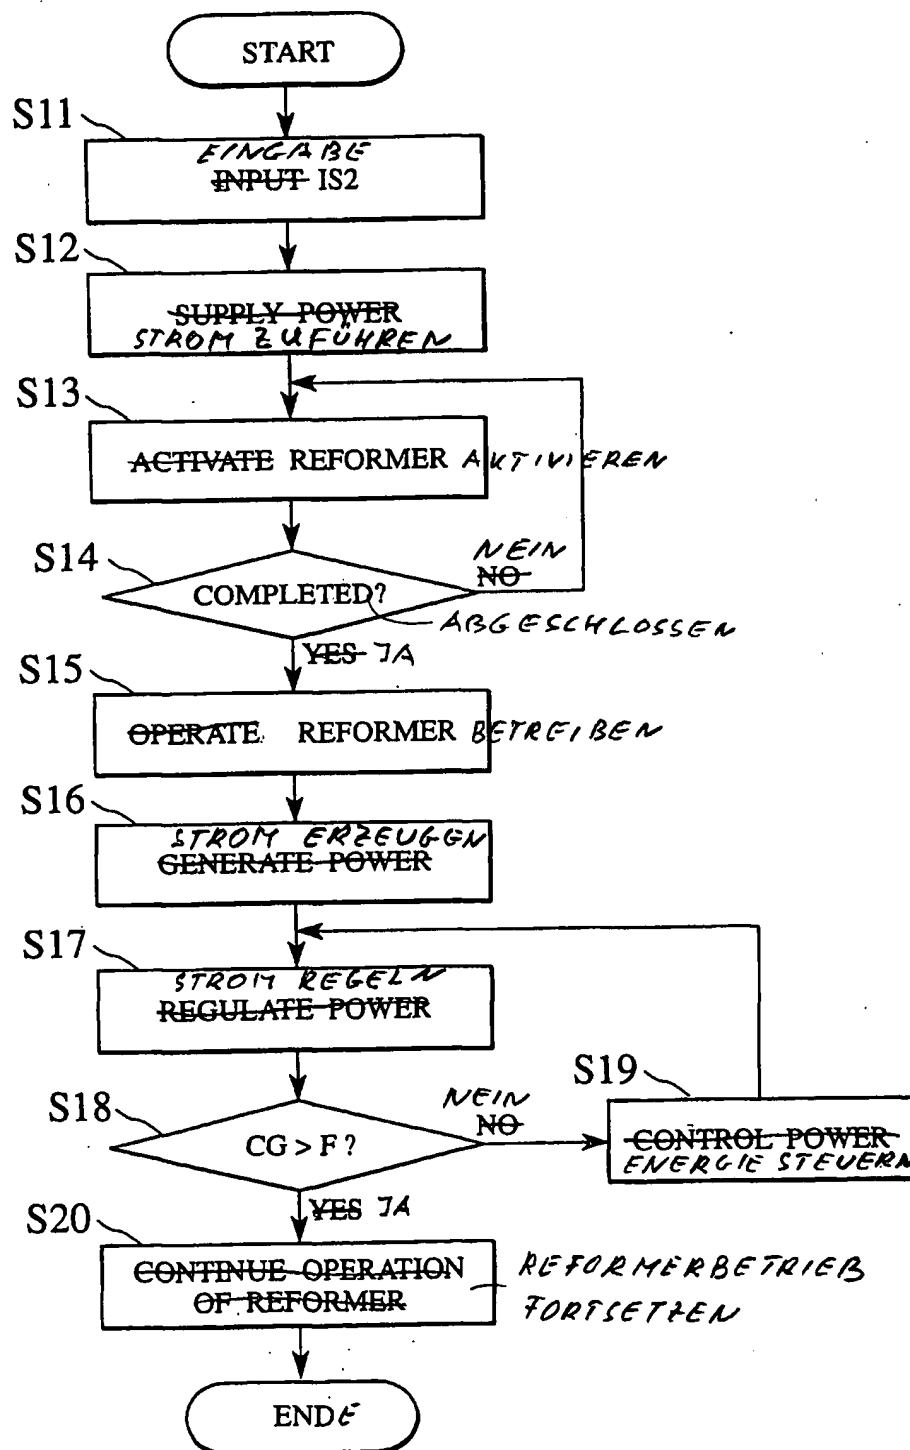 START
S11
EINGABE
INPUT IS2
S12
SUPPLY POWER
STROM ZUFÜHREN
S13
ACTIVATE REFORMER AKTIVIEREN
S14
NEIN
NO
COMPLETED?
ABGESCHLOSSEN
YES JA
S15
OPERATE REFORMER BETREIBEN
S16
STROM ERZEUGEN
GENERATE POWER
S17
STROM REGELN
REGULATE POWER
S18
CG > F ?
NEIN
NO
S19
CONTROL POWER
ENERGIE STEUERN
YES JA
S20
CONTINUE OPERATION
OF REFORMER
REFORMERBETRIEB
FORTSETZEN
ENDE